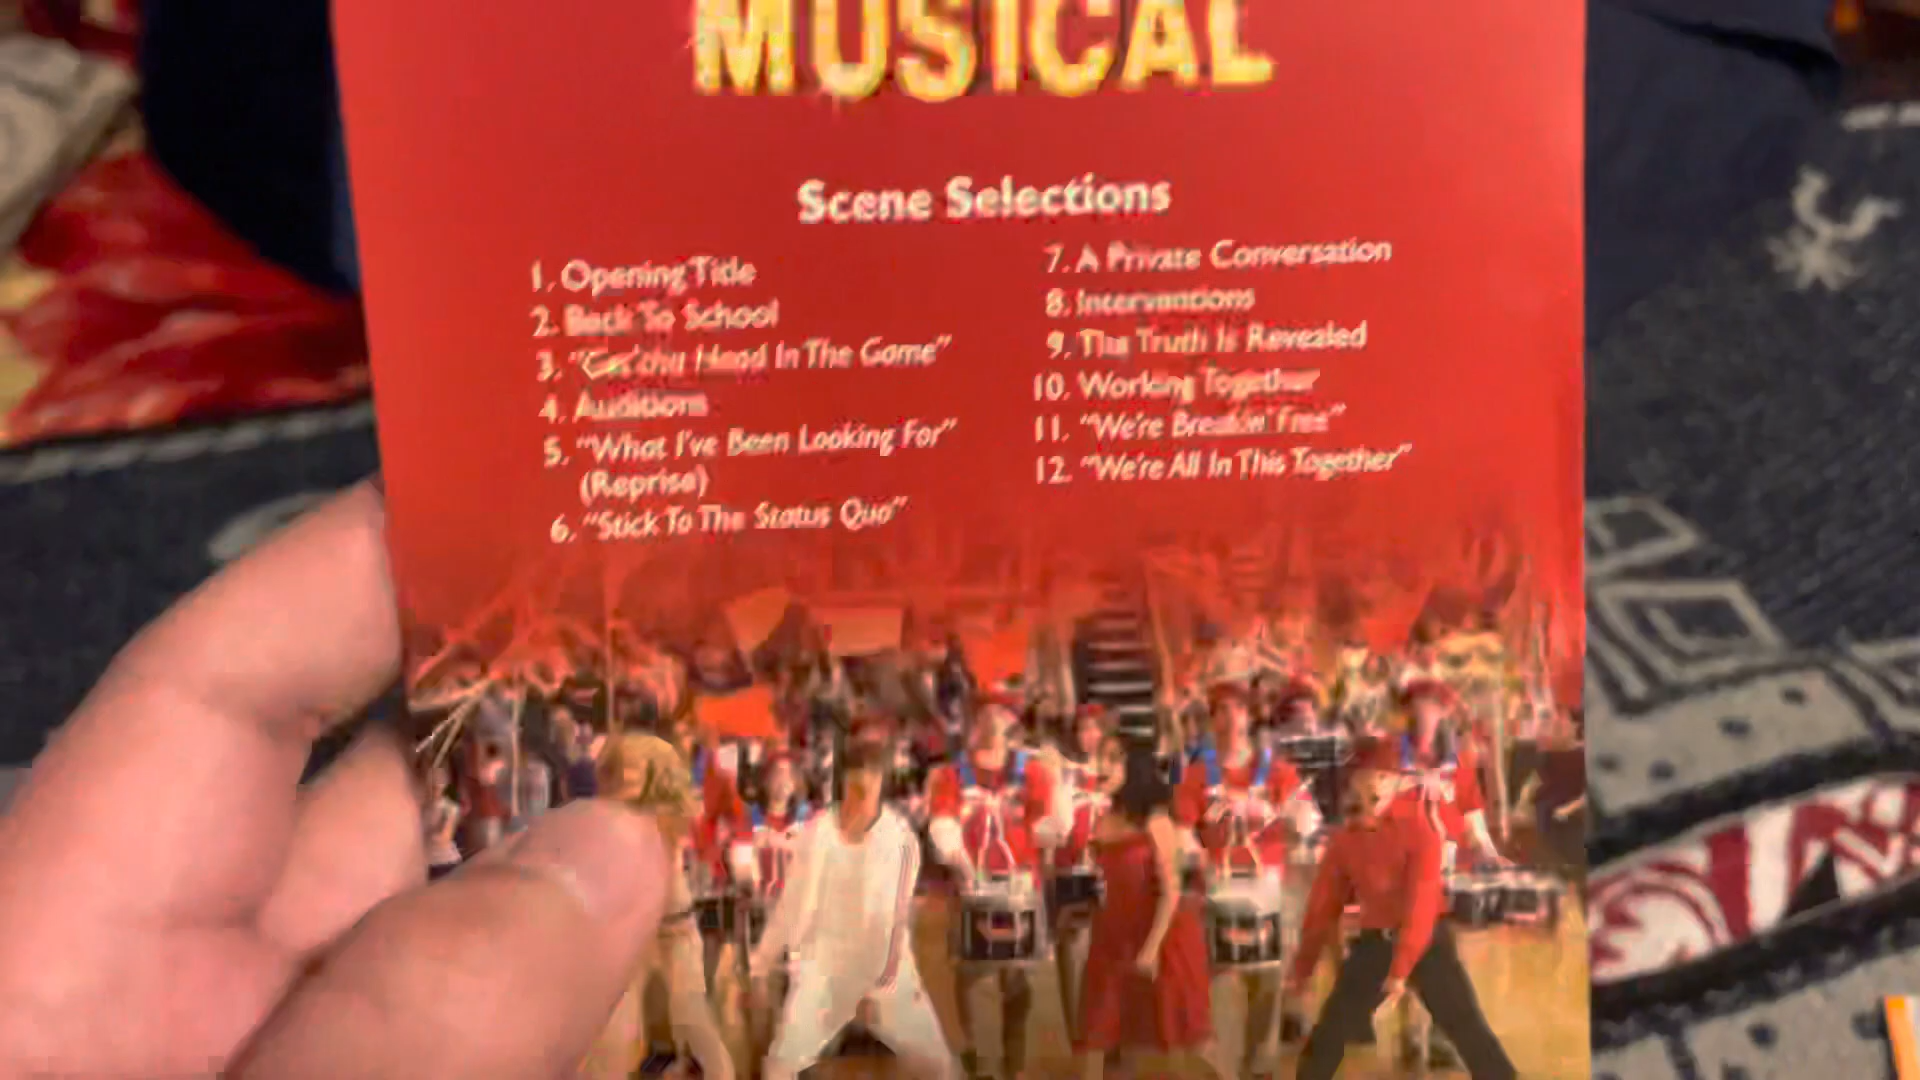 MUSICAL
Scene Selections
1. Opening Title
2. Back To School
3. "Get'cha Head In The Game"
4. Auditions
5. "What I've Been Looking For"
(Reprise)
6. "Stick To The Status Quo"
7. A Private Conversation
8. Interventions
9. The Truth Is Revealed
10. Working Together
11. "We're Breakin' Free"
12. "We're All In This Together"